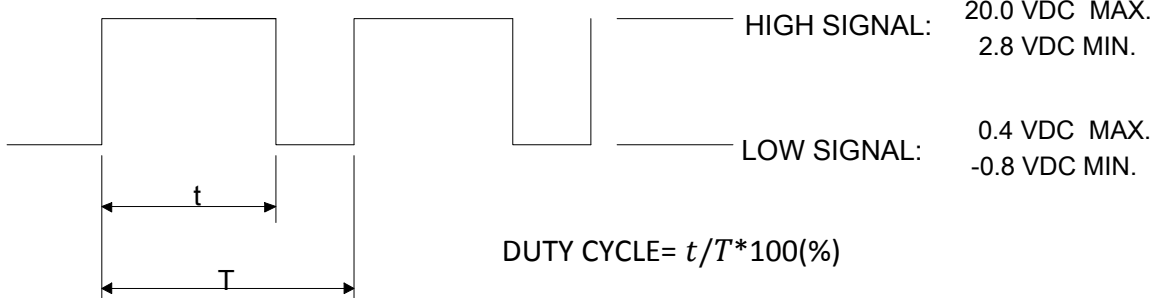 HIGH SIGNAL: 20.0 VDC MAX.
2.8 VDC MIN.
LOW SIGNAL: 0.4 VDC MAX.
-0.8 VDC MIN.
t
DUTY CYCLE= t/T*100(%)
T